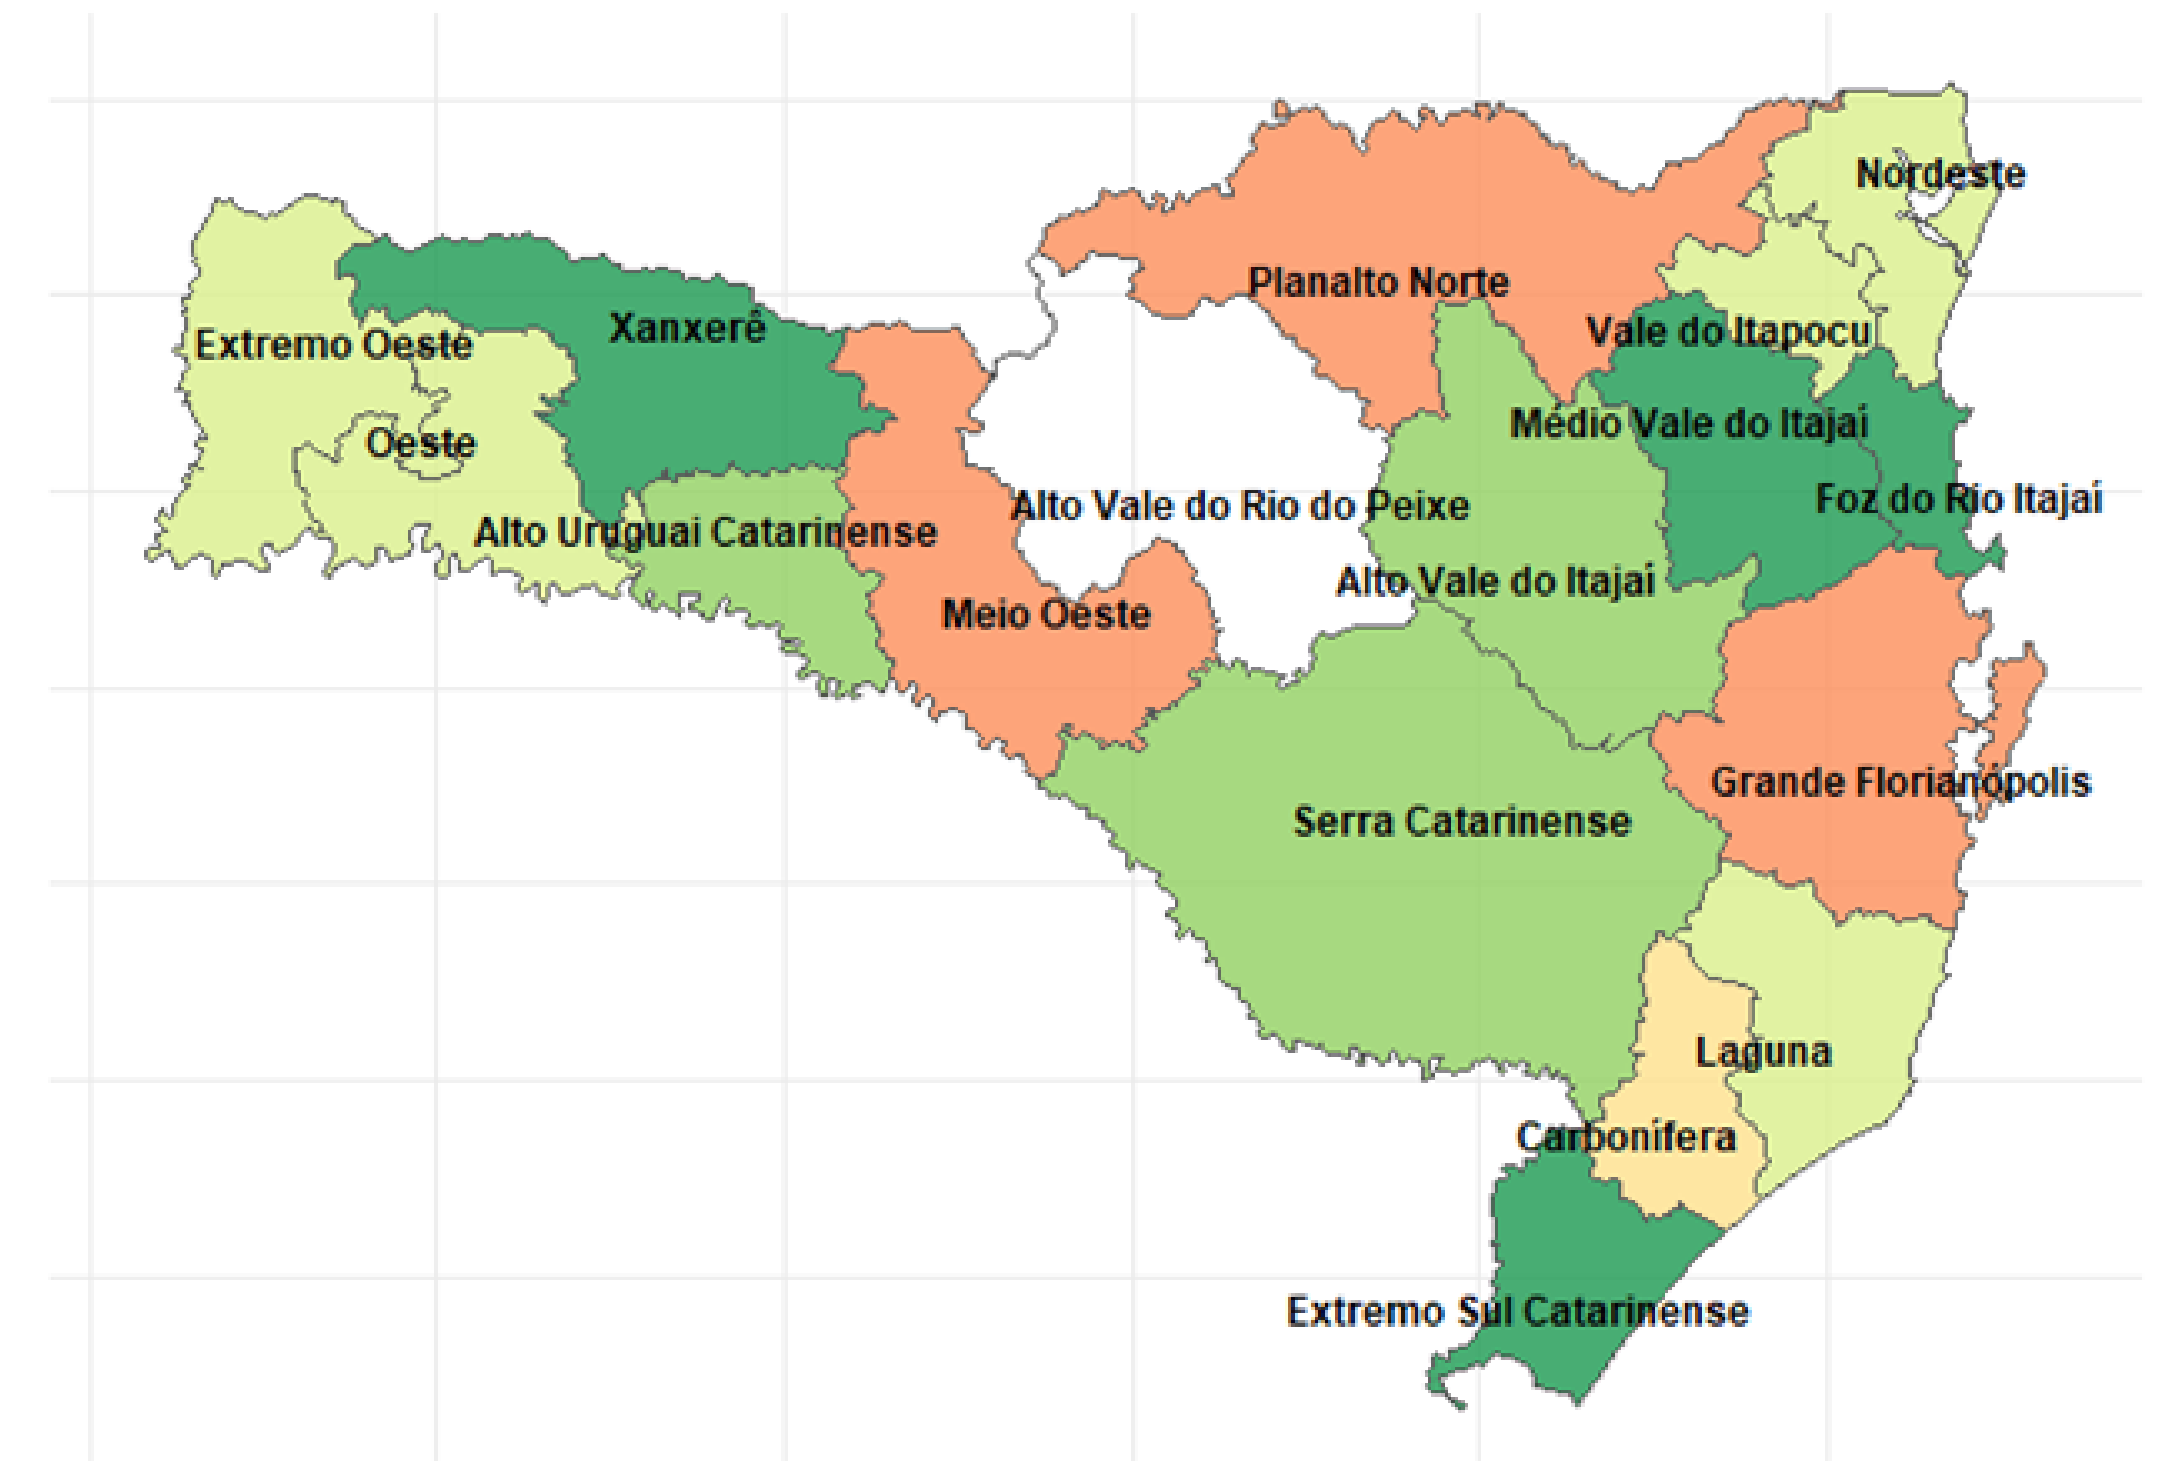 Nordeste
Planalto Norte
Xanxerê
Vale do Itapocu
Extremo Oeste
Médio Vale do Itajaí
Oeste
Foz do Rio Itajaí
Alto Vale do Rio do Peixe
Alto Uruguai Catarinense
Alto Vale do Itajaí
Meio Oeste
Grande Florianópolis
Serra Catarinense
Laguna
Carbonífera
Extremo Sul Catarinense